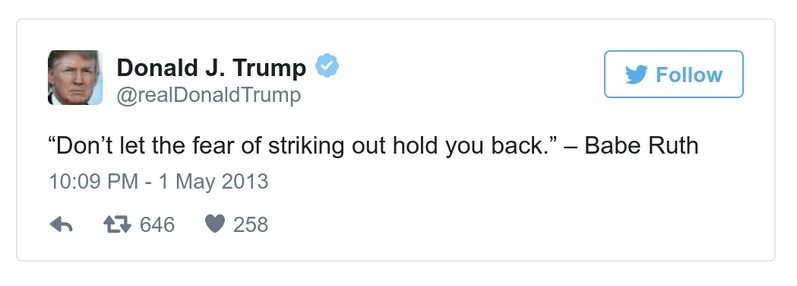 Donald J. Trump
@realDonaldTrump
Follow
“Don’t let the fear of striking out hold you back.” – Babe Ruth
10:09 PM - 1 May 2013
646 258